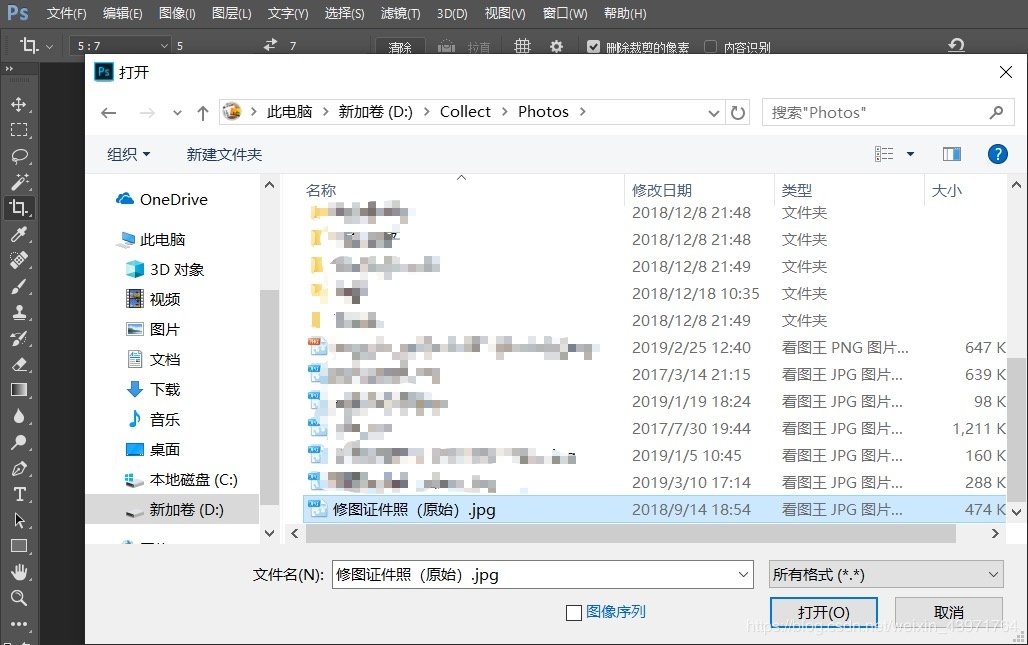 Ps 文件(F) 编辑(E) 图像(I) 图层(L) 文字(Y) 选择(S) 滤镜(T) 3D(D) 视图(V) 窗口(W) 帮助(H)
5 : 7 5 7 清除 拉直 删除裁剪的像素 内容识别
Ps 打开
此电脑 新加卷 (D:) Collect Photos 搜索"Photos"
组织 新建文件夹
名称 修改日期 类型 大小
OneDrive
此电脑
3D 对象
视频
图片
文档
下载
音乐
桌面
本地磁盘 (C:)
新加卷 (D:)
2018/12/8 21:48 文件夹
2018/12/8 21:48 文件夹
2018/12/8 21:49 文件夹
2018/12/18 10:35 文件夹
2018/12/8 21:49 文件夹
2019/2/25 12:40 看图王 PNG 图片... 647 K
2017/3/14 21:15 看图王 JPG 图片... 639 K
2019/1/19 18:24 看图王 JPG 图片... 98 K
2017/7/30 19:44 看图王 JPG 图片... 1,211 K
2019/1/5 10:45 看图王 JPG 图片... 160 K
2019/3/10 17:14 看图王 JPG 图片... 288 K
修图证件照（原始）.jpg 2018/9/14 18:54 看图王 JPG 图片... 474 K
文件名(N): 修图证件照（原始）.jpg 所有格式 (*.*)
图像序列
打开(O) 取消
https://blog.csdn.net/weixin_43971764